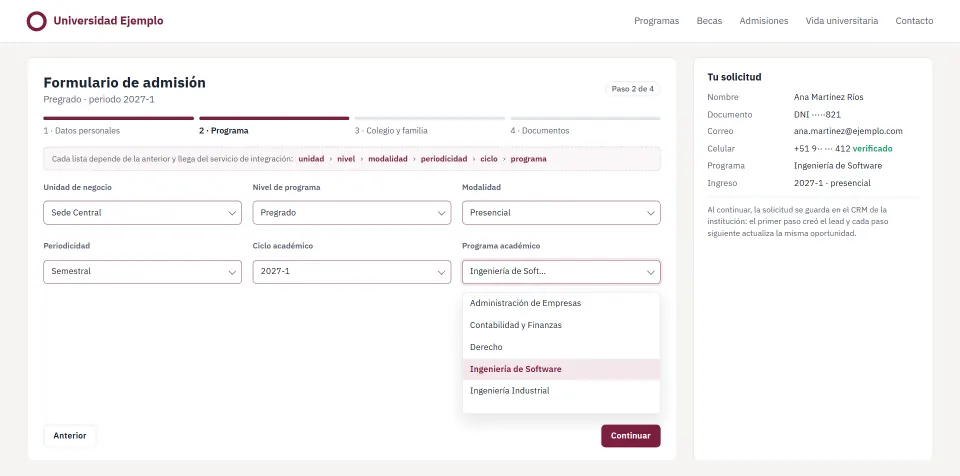 Universidad Ejemplo
Programas Becas Admisiones Vida universitaria Contacto
Formulario de admisión
Pregrado · periodo 2027-1
Paso 2 de 4
1 · Datos personales
2 · Programa
3 · Colegio y familia
4 · Documentos
Cada lista depende de la anterior y llega del servicio de integración: unidad › nivel › modalidad › periodicidad › ciclo › programa
Unidad de negocio
Sede Central
Nivel de programa
Pregrado
Modalidad
Presencial
Periodicidad
Semestral
Ciclo académico
2027-1
Programa académico
Ingeniería de Soft...
Administración de Empresas
Contabilidad y Finanzas
Derecho
Ingeniería de Software
Ingeniería Industrial
Anterior
Continuar
Tu solicitud
Nombre Ana Martínez Ríos
Documento DNI ·····821
Correo ana.martinez@ejemplo.com
Celular +51 9·· ··· 412 verificado
Programa Ingeniería de Software
Ingreso 2027-1 · presencial
Al continuar, la solicitud se guarda en el CRM de la
institución: el primer paso creó el lead y cada paso
siguiente actualiza la misma oportunidad.